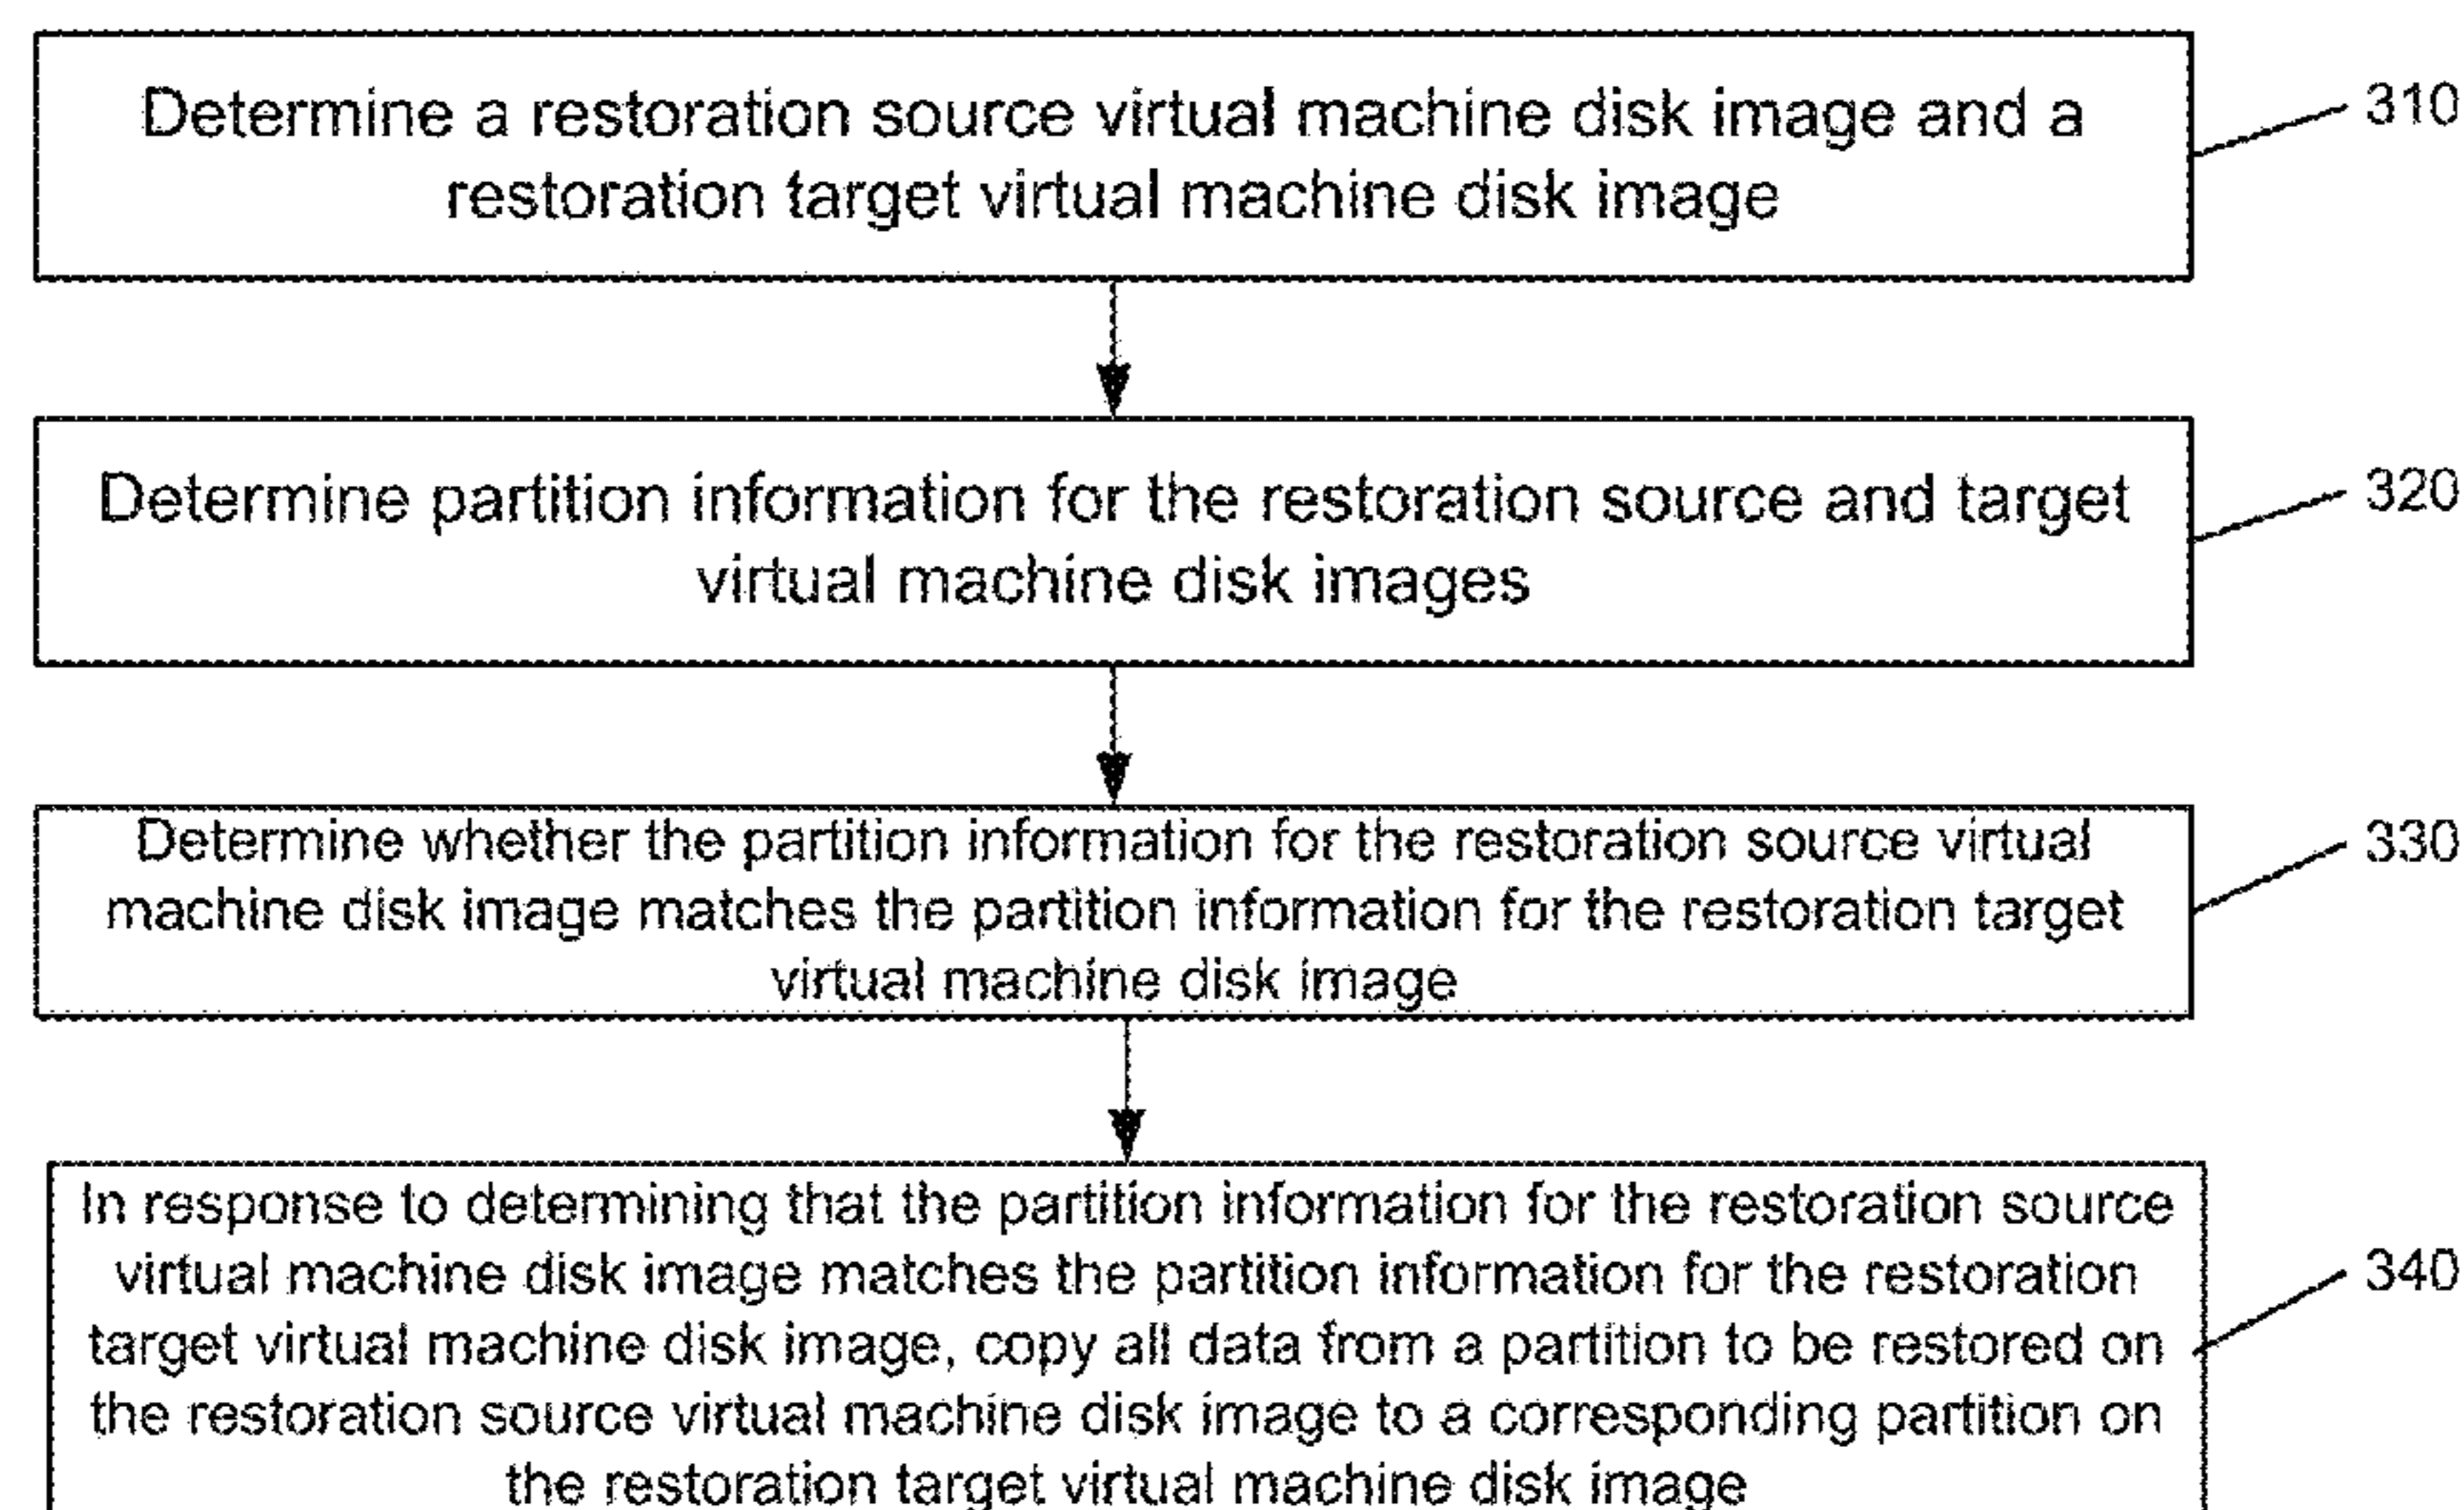 Determine a restoration source virtual machine disk image and a
restoration target virtual machine disk image
310
Determine partition information for the restoration source and target
virtual machine disk images
320
Determine whether the partition information for the restoration source virtual
machine disk image matches the partition information for the restoration target
virtual machine disk image
330
In response to determining that the partition information for the restoration source
virtual machine disk image matches the partition information for the restoration
target virtual machine disk image, copy all data from a partition to be restored on
the restoration source virtual machine disk image to a corresponding partition on
the restoration target virtual machine disk image
340